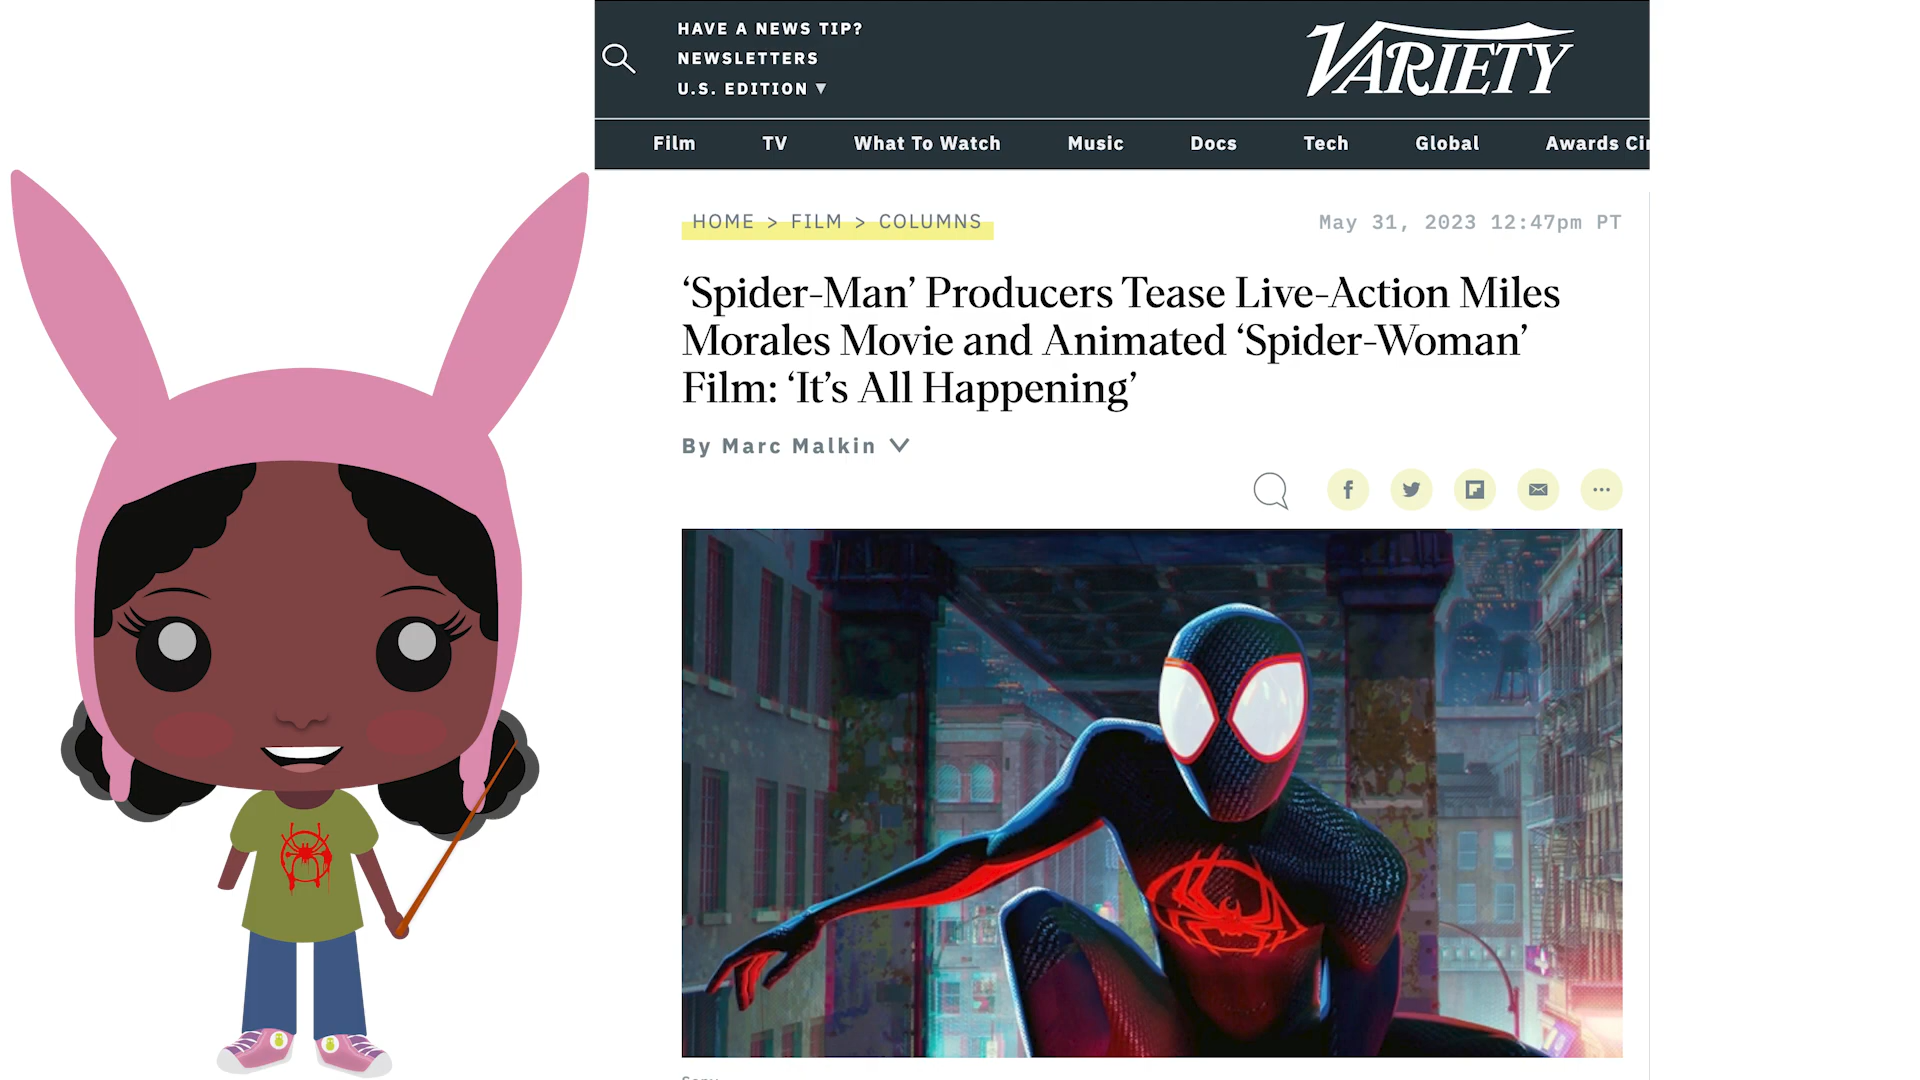 HAVE A NEWS TIP?
NEWSLETTERS
U.S. EDITION ▼
VARIETY
Film TV What To Watch Music Docs Tech Global Awards
HOME > FILM > COLUMNS
May 31, 2023 12:47pm PT
‘Spider-Man’ Producers Tease Live-Action Miles
Morales Movie and Animated ‘Spider-Woman’
Film: ‘It’s All Happening’
By Marc Malkin